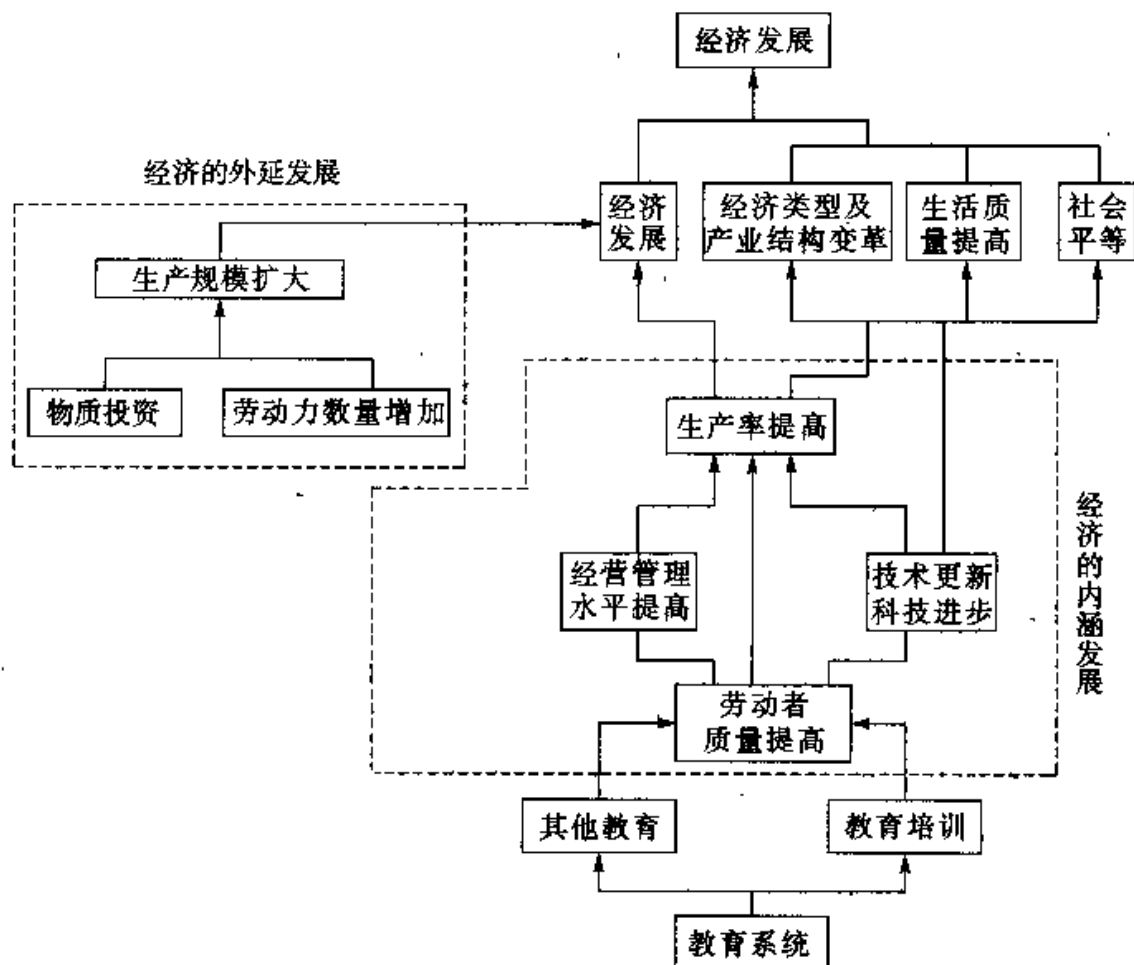 经济发展
经济的外延发展
经济
发展
经济类型及
产业结构变革
生活质
量提高
社会
平等
生产规模扩大
物质投资
劳动力数量增加
生产率提高
经济的内涵发展
经营管理
水平提高
技术更新
科技进步
劳动者
质量提高
其他教育
教育培训
教育系统